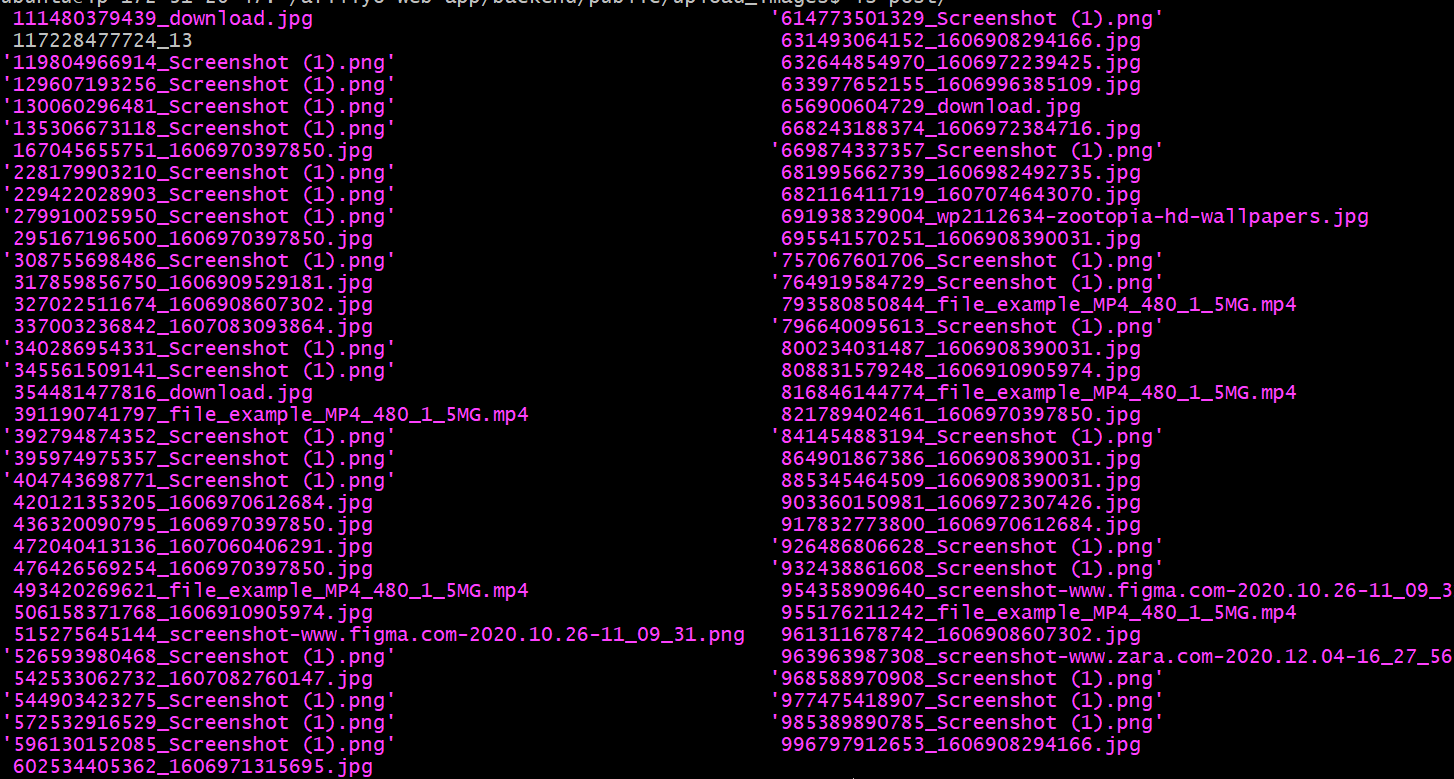 111480379439_download.jpg
117228477724_13
'119804966914_Screenshot (1).png'
'129607193256_Screenshot (1).png'
'130060296481_Screenshot (1).png'
'135306673118_Screenshot (1).png'
167045655751_1606970397850.jpg
'228179903210_Screenshot (1).png'
'229422028903_Screenshot (1).png'
'279910025950_Screenshot (1).png'
295167196500_1606970397850.jpg
'308755698486_Screenshot (1).png'
317859856750_1606909529181.jpg
327022511674_1606908607302.jpg
337003236842_1607083093864.jpg
'340286954331_Screenshot (1).png'
'345561509141_Screenshot (1).png'
354481477816_download.jpg
391190741797_file_example_MP4_480_1_5MG.mp4
'392794874352_Screenshot (1).png'
'395974975357_Screenshot (1).png'
'404743698771_Screenshot (1).png'
420121353205_1606970612684.jpg
436320090795_1606970397850.jpg
472040413136_1607060406291.jpg
476426569254_1606970397850.jpg
493420269621_file_example_MP4_480_1_5MG.mp4
506158371768_1606910905974.jpg
515275645144_screenshot-www.figma.com-2020.10.26-11_09_31.png
'526593980468_Screenshot (1).png'
542533062732_1607082760147.jpg
'544903423275_Screenshot (1).png'
'572532916529_Screenshot (1).png'
'596130152085_Screenshot (1).png'
602534405362_1606971315695.jpg
'614773501329_Screenshot (1).png'
631493064152_1606908294166.jpg
632644854970_1606972239425.jpg
633977652155_1606996385109.jpg
656900604729_download.jpg
668243188374_1606972384716.jpg
'669874337357_Screenshot (1).png'
681995662739_1606982492735.jpg
682116411719_1607074643070.jpg
691938329004_wp2112634-zootopia-hd-wallpapers.jpg
695541570251_1606908390031.jpg
'757067601706_Screenshot (1).png'
'764919584729_Screenshot (1).png'
793580850844_file_example_MP4_480_1_5MG.mp4
'796640095613_Screenshot (1).png'
800234031487_1606908390031.jpg
808831579248_1606910905974.jpg
816846144774_file_example_MP4_480_1_5MG.mp4
821789402461_1606970397850.jpg
'841454883194_Screenshot (1).png'
864901867386_1606908390031.jpg
885345464509_1606908390031.jpg
903360150981_1606972307426.jpg
917832773800_1606970612684.jpg
'926486806628_Screenshot (1).png'
'932438861608_Screenshot (1).png'
954358909640_screenshot-www.figma.com-2020.10.26-11_09_3
955176211242_file_example_MP4_480_1_5MG.mp4
961311678742_1606908607302.jpg
963963987308_screenshot-www.zara.com-2020.12.04-16_27_56
'968588970908_Screenshot (1).png'
'977475418907_Screenshot (1).png'
'985389890785_Screenshot (1).png'
996797912653_1606908294166.jpg